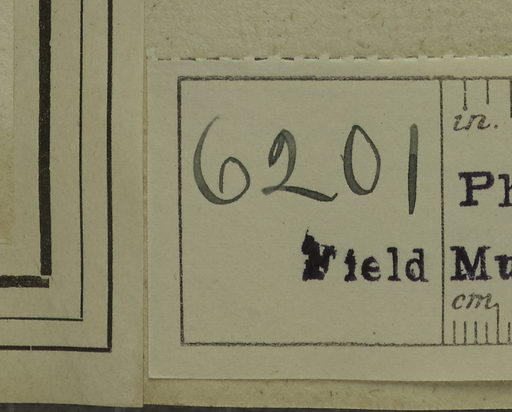 in.
6201
Ph
Field Mu
cm